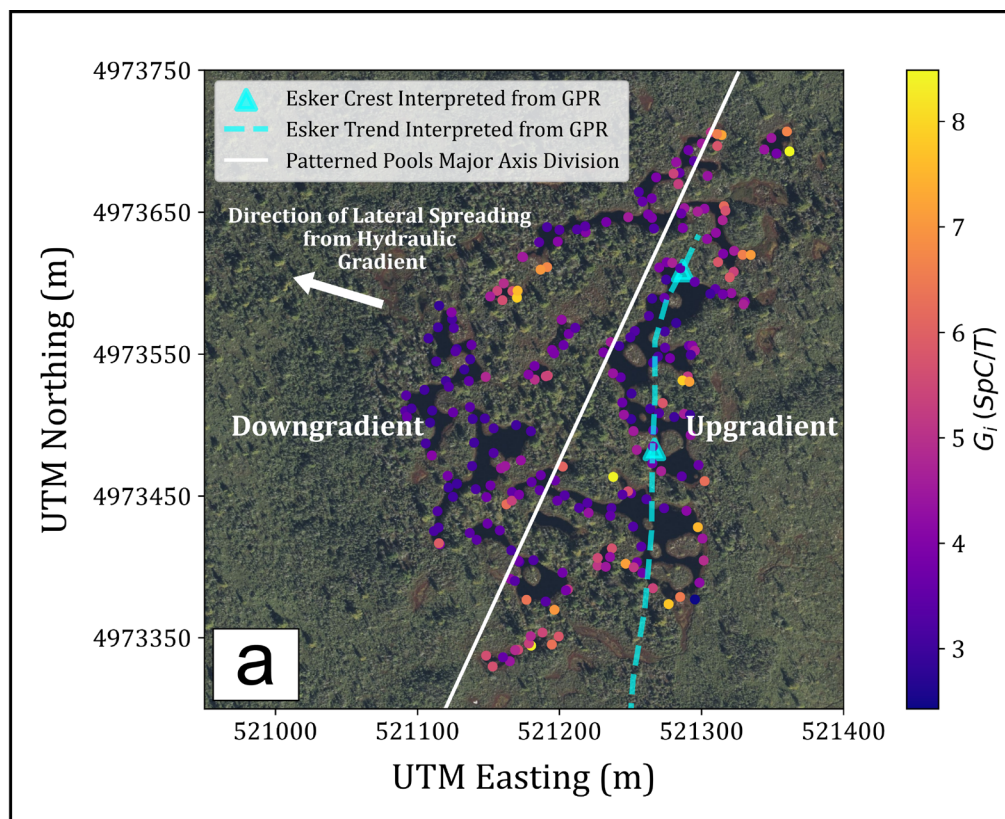 4973750
4973650
4973550
4973450
4973350
UTM Northing (m)
Esker Crest Interpreted from GPR
Esker Trend Interpreted from GPR
Patterned Pools Major Axis Division
Direction of Lateral Spreading
from Hydraulic
Gradient
Downgradient
Upgradient
a
521000
521100
521200
521300
521400
UTM Easting (m)
8
7
6
5
4
3
G_i (SpC/T)